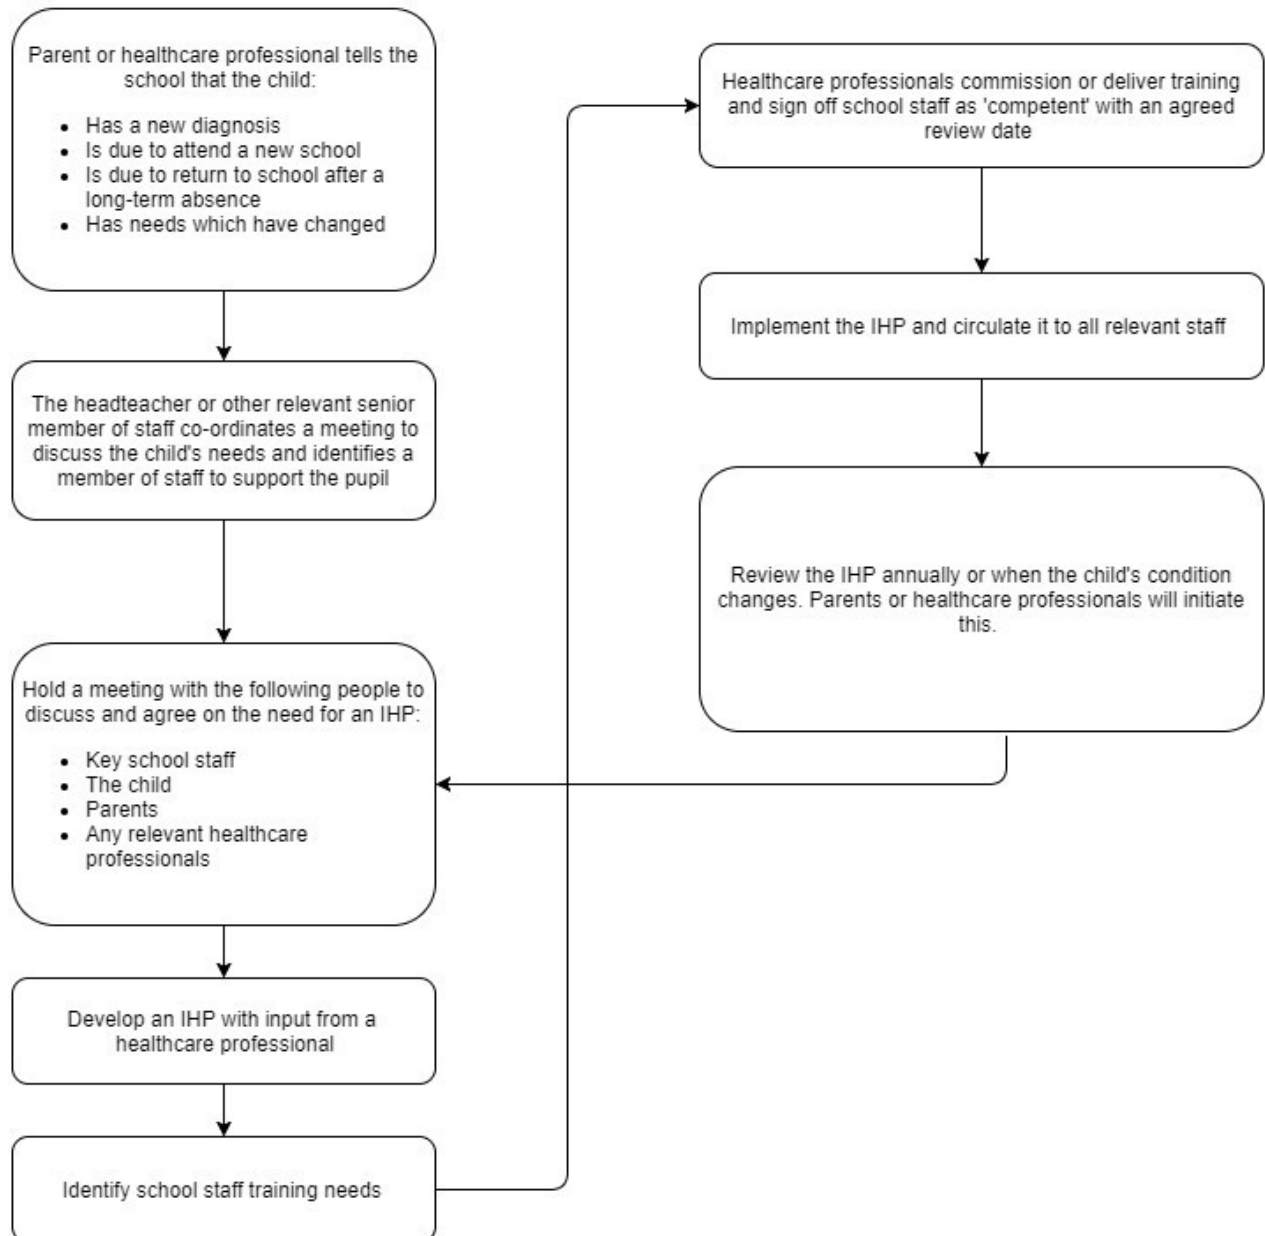 Parent or healthcare professional tells the
school that the child:
• Has a new diagnosis
• Is due to attend a new school
• Is due to return to school after a
long-term absence
• Has needs which have changed
The headteacher or other relevant senior
member of staff co-ordinates a meeting to
discuss the child's needs and identifies a
member of staff to support the pupil
Hold a meeting with the following people to
discuss and agree on the need for an IHP:
• Key school staff
• The child
• Parents
• Any relevant healthcare
professionals
Develop an IHP with input from a
healthcare professional
Identify school staff training needs
Healthcare professionals commission or deliver training
and sign off school staff as 'competent' with an agreed
review date
Implement the IHP and circulate it to all relevant staff
Review the IHP annually or when the child's condition
changes. Parents or healthcare professionals will initiate
this.